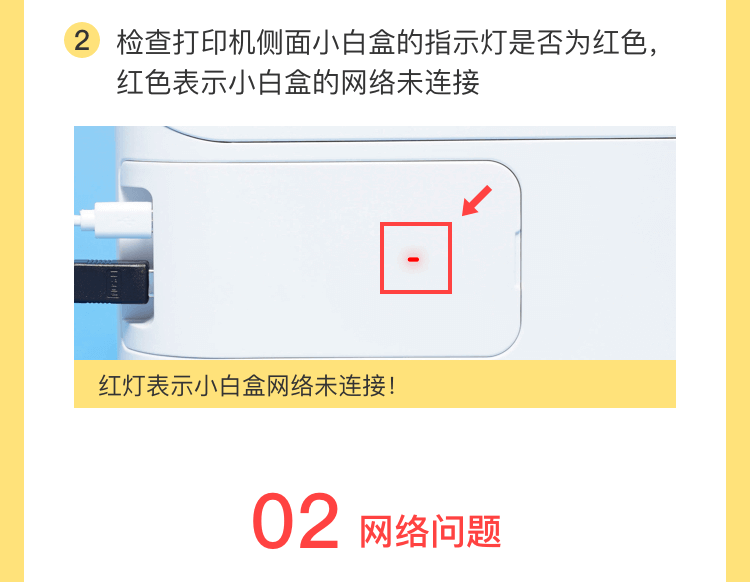 2 检查打印机侧面小白盒的指示灯是否为红色，
红色表示小白盒的网络未连接
红灯表示小白盒网络未连接！
02 网络问题